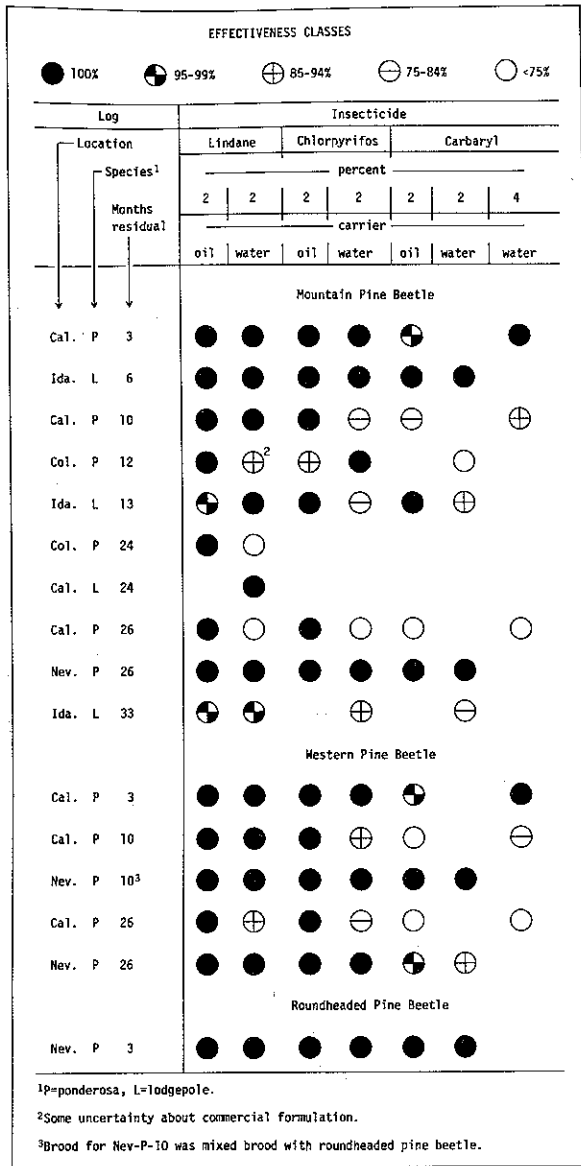 EFFECTIVENESS CLASSES
100% 95-99% 85-94% 75-84% <75%
Log Insecticide
Location Lindane Chlorpyrifos Carbaryl
Species1 percent
Months residual 2 2 2 2 2 2 4
carrier
oil water oil water oil water water
Mountain Pine Beetle
Cal. P 3
Ida. L 6
Cal. P 10
Col. P 12 2
Ida. L 13
Col. P 24
Cal. L 24
Cal. P 26
Nev. P 26
Ida. L 33
Western Pine Beetle
Cal. P 3
Cal. P 10
Nev. P 103
Cal. P 26
Nev. P 26
Roundheaded Pine Beetle
Nev. P 3
1P=ponderosa, L=lodgepole.
2Some uncertainty about commercial formulation.
3Brood for Nev-P-10 was mixed brood with roundheaded pine beetle.